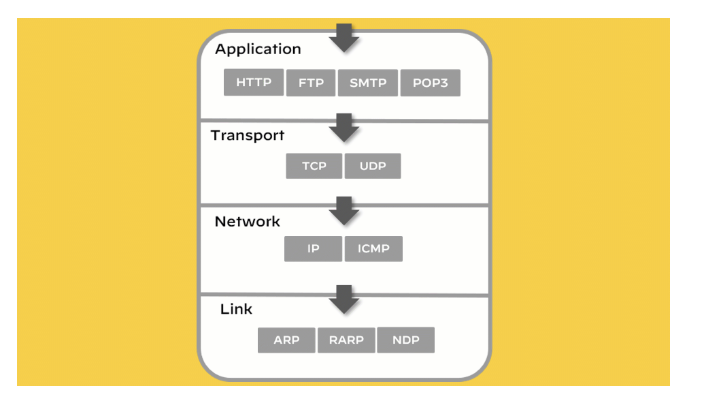 Application
HTTP FTP SMTP POP3
Transport
TCP UDP
Network
IP ICMP
Link
ARP RARP NDP